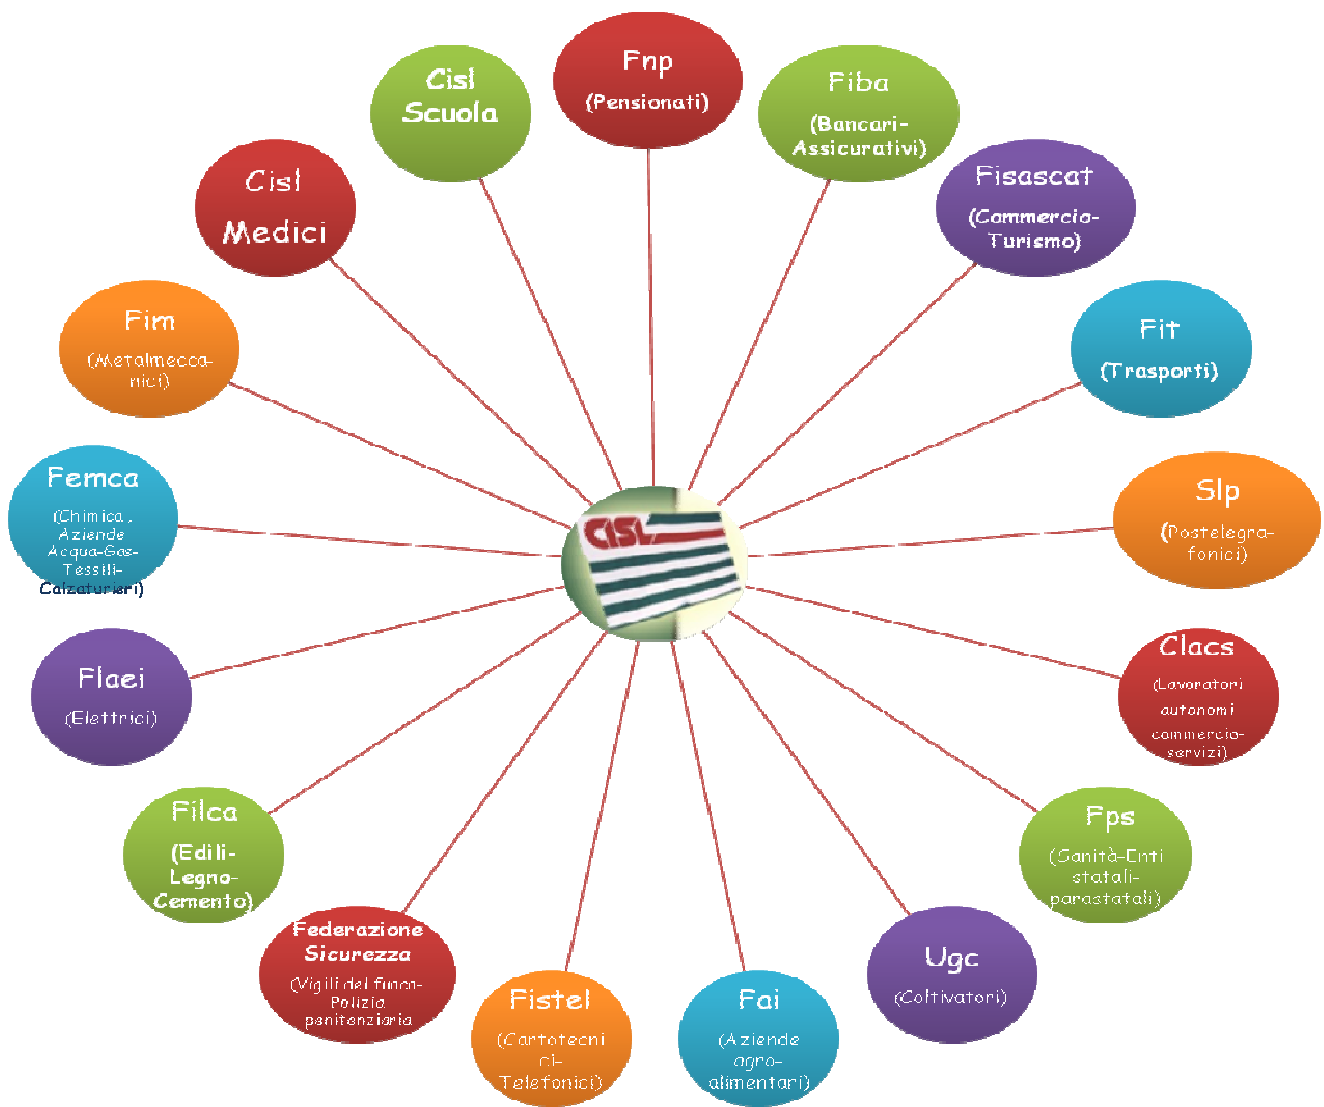 Fnp
(Pensionati)
Fiba
(Bancari-
Assicurativi)
Fisascat
(Commercio-
Turismo)
Fit
(Trasporti)
Slp
(Postelegra-
fonici)
Clacs
(Lavoratori
autonomi
commercio-
servizi)
Fps
(Sanità-Enti
statali-
parastatali)
Ugc
(Coltivatori)
Fai
(Aziende
agro-
alimentari)
Fistel
(Cartotecni
ci-
Telefonici)
Federazione
Sicurezza
(Vigili del fuoco-
Polizia
penitenziaria
Filca
(Edili-
Legno-
Cemento)
Flaei
(Elettrici)
Femca
(Chimica,
Aziende
Acqua-Gas-
Tessili-
Calzaturieri)
Fim
(Metalmecca-
nici)
Cisl
Medici
Cisl
Scuola
CISL